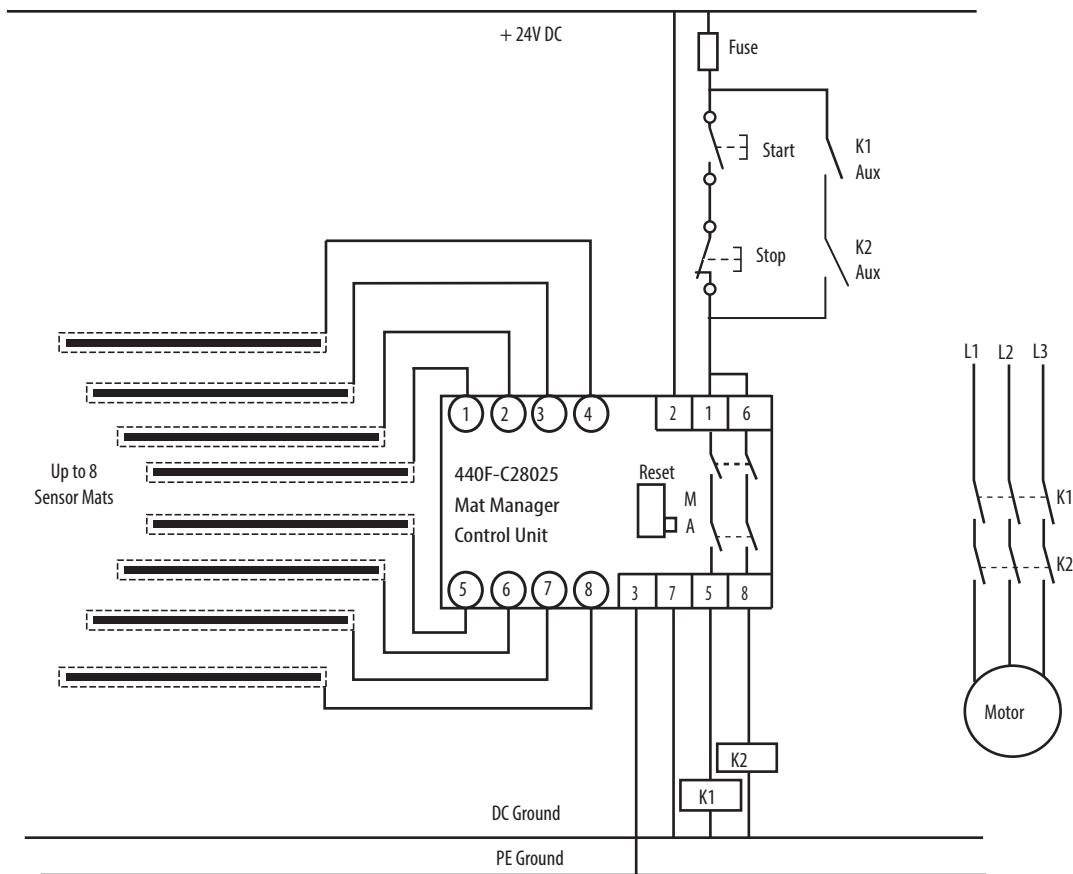 + 24V DC
Fuse
Start
K1
Aux
Stop
K2
Aux
L1 L2 L3
1 2 3 4
2 1 6
Up to 8
Sensor Mats
440F-C28025
Mat Manager
Control Unit
Reset
M
A
K1
K2
5 6 7 8
3 7 5 8
Motor
K2
K1
DC Ground
PE Ground